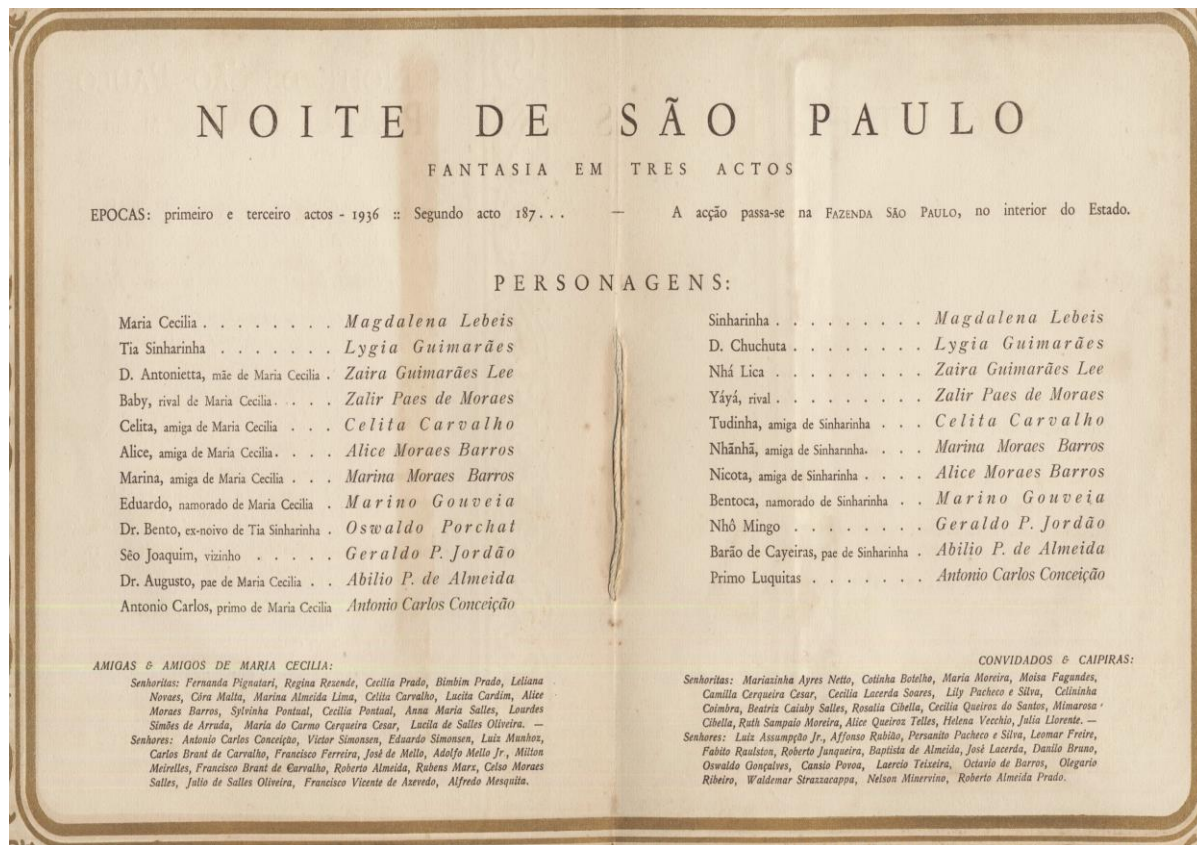 NOITE DE SÃO PAULO
FANTASIA EM TRES ACTOS
EPOCAS: primeiro e terceiro actos - 1936 :: Segundo acto 187... — A acção passa-se na FAZENDA SÃO PAULO, no interior do Estado.
PERSONAGENS:
Maria Cecilia . . . . . . . . Magdalena Lebeis
Tia Sinharinha . . . . . . . Lygia Guimarães
D. Antonietta, mãe de Maria Cecilia . Zaira Guimarães Lee
Baby, rival de Maria Cecilia. . . . Zalir Paes de Moraes
Celita, amiga de Maria Cecilia . . . Celita Carvalho
Alice, amiga de Maria Cecilia. . . . Alice Moraes Barros
Marina, amiga de Maria Cecilia . . . Marina Moraes Barros
Eduardo, namorado de Maria Cecilia . Marino Gouveia
Dr. Bento, ex-noivo de Tia Sinharinha . Oswaldo Porchat
Sêo Joaquim, vizinho . . . . . Geraldo P. Jordão
Dr. Augusto, pae de Maria Cecilia . . Abilio P. de Almeida
Antonio Carlos, primo de Maria Cecilia Antonio Carlos Conceição
Sinharinha . . . . . . . . . Magdalena Lebeis
D. Chuchuta . . . . . . . . Lygia Guimarães
Nhá Lica . . . . . . . . . Zaira Guimarães Lee
Yáyá, rival . . . . . . . . . Zalir Paes de Moraes
Tudinha, amiga de Sinharinha . . . Celita Carvalho
Nhãnhã, amiga de Sinharinha. . . . Marina Moraes Barros
Nicota, amiga de Sinharinha . . . . Alice Moraes Barros
Bentoca, namorado de Sinharinha . . Marino Gouveia
Nhô Mingo . . . . . . . . Geraldo P. Jordão
Barão de Cayeiras, pae de Sinharinha . Abilio P. de Almeida
Primo Luquitas . . . . . . . Antonio Carlos Conceição
AMIGAS & AMIGOS DE MARIA CECILIA:
Senhoritas: Fernanda Pignatari, Regina Rezende, Cecilia Prado, Bimbim Prado, Leliana
Novaes, Córa Malta, Marina Almeida Lima, Celita Carvalho, Lucita Cardim, Alice
Moraes Barros, Sylvinha Pontual, Cecilia Pontual, Anna Maria Salles, Lourdes
Simões de Arruda, Maria do Carmo Cerqueira Cesar, Lucila de Salles Oliveira. —
Senhores: Antonio Carlos Conceição, Victor Simonsen, Eduardo Simonsen, Luiz Munhoz,
Carlos Brant de Carvalho, Francisco Ferreira, José de Mello, Adolfo Mello Jr., Milton
Meirelles, Francisco Brant de Carvalho, Roberto Almeida, Rubens Marx, Celso Moraes
Salles, Julio de Salles Oliveira, Francisco Vicente de Azevedo, Alfredo Mesquita.
CONVIDADOS & CAIPIRAS:
Senhoritas: Mariazinha Ayres Netto, Cotinha Botelho, Maria Moreira, Moisa Fagundes,
Camilla Cerqueira Cesar, Cecilia Lacerda Soares, Lily Pacheco e Silva, Celininha
Coimbra, Beatriz Caiuby Salles, Rosalia Cibella, Cecilia Queiroz do Santos, Mimarosa
Cibella, Ruth Sampaio Moreira, Alice Queiroz Telles, Helena Vecchio, Julia Llorente. —
Senhores: Luiz Assumpção Jr., Affonso Rubião, Persanito Pacheco e Silva, Leomar Freire,
Fabito Raulston, Roberto Junqueira, Baptista de Almeida, José Lacerda, Danilo Bruno,
Oswaldo Gonçalves, Cansio Povoa, Laercio Teixeira, Octavio de Barros, Olegario
Ribeiro, Waldemar Strazzacappa, Nelson Minervino, Roberto Almeida Prado.